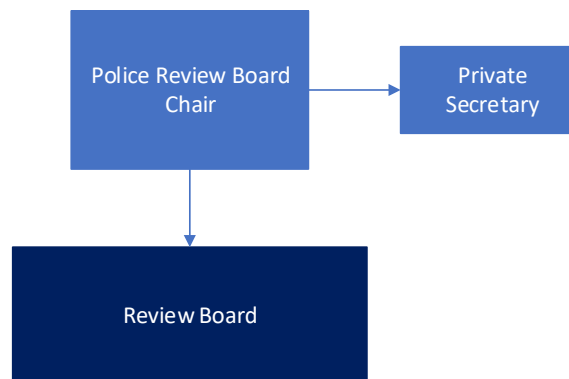 Police Review Board
Chair
Private
Secretary
Review Board